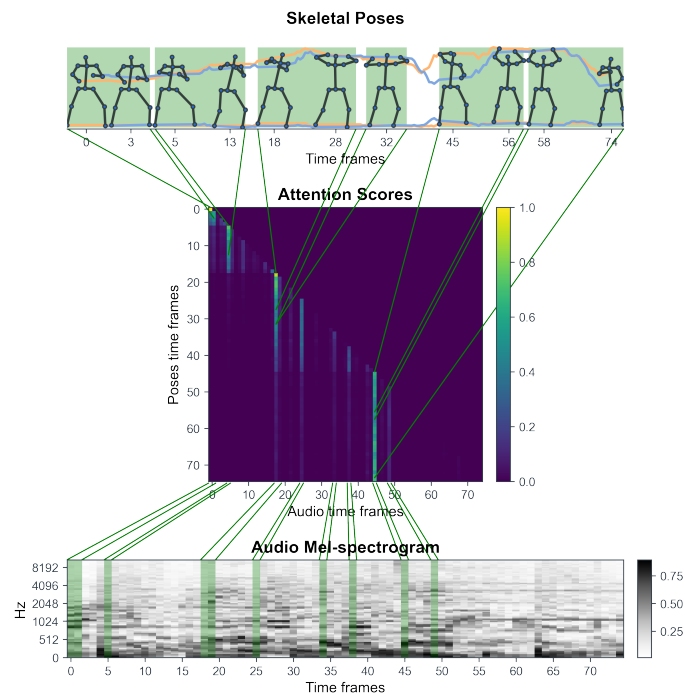 Skeletal Poses
0 3 5 13 18 28 32 45 56 58 74
Time frames
Attention Scores
Poses time frames
0
10
20
30
40
50
60
70
0 10 20 30 40 50 60 70
Audio time frames
1.0
0.8
0.6
0.4
0.2
0.0
Audio Mel-spectrogram
Hz
8192
4096
2048
1024
512
0
0 5 10 15 20 25 30 35 40 45 50 55 60 65 70
Time frames
0.75
0.50
0.25